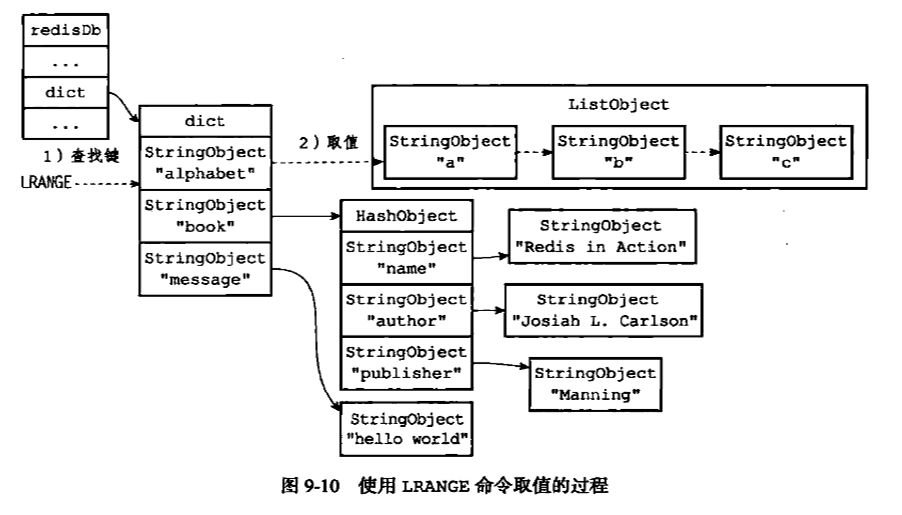 redisDb
...
dict
...
1）查找键
LRANGE
dict
StringObject
"alphabet"
StringObject
"book"
StringObject
"message"
2）取值
ListObject
StringObject
"a"
StringObject
"b"
StringObject
"c"
HashObject
StringObject
"name"
StringObject
"author"
StringObject
"publisher"
StringObject
"Redis in Action"
StringObject
"Josiah L. Carlson"
StringObject
"Manning"
StringObject
"hello world"
图 9-10 使用 LRANGE 命令取值的过程